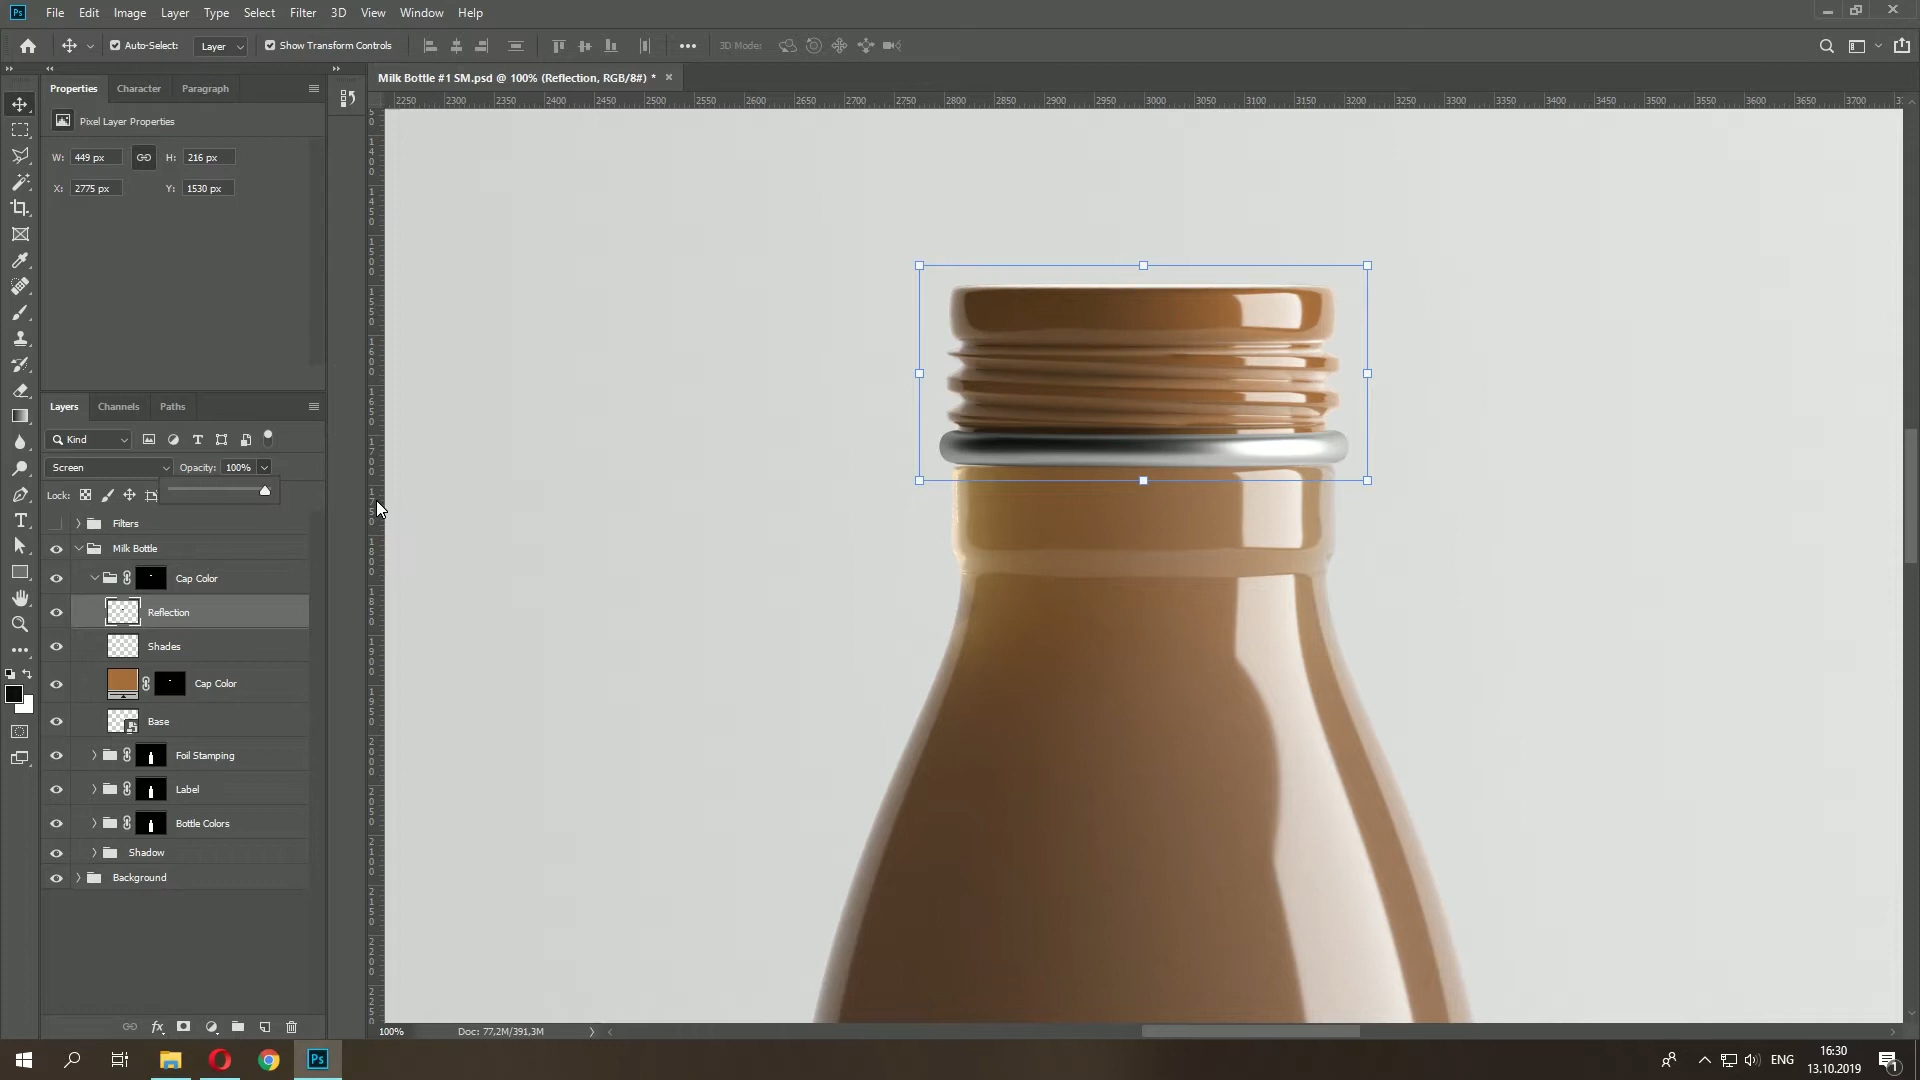 Ps File Edit Image Layer Type Select Filter 3D View Window Help
Auto-Select: Layer Show Transform Controls 3D Mode:
Properties Character Paragraph
Milk Bottle #1 SM.psd @ 100% (Reflection, RGB/8#) *
2250 2300 2350 2400 2450 2500 2550 2600 2650 2700 2750 2800 2850 2900 2950 3000 3050 3100 3150 3200 3250 3300 3350 3400 3450 3500 3550 3600 3650 3700
Pixel Layer Properties
W: 449 px H: 216 px
X: 2775 px Y: 1530 px
Layers Channels Paths
Kind
Screen Opacity: 100%
Lock:
Filters
Milk Bottle
Cap Color
Reflection
Shades
Cap Color
Base
Foil Stamping
Label
Bottle Colors
Shadow
Background
fx
100% Doc: 77,2M/391,3M
Ps
ENG
16:30
13.10.2019
1